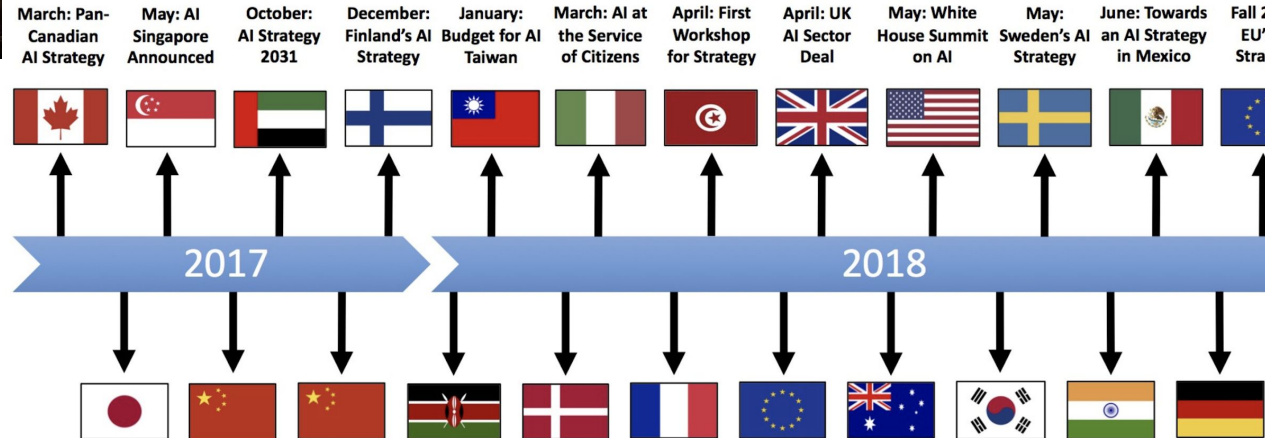 March: Pan-
Canadian
AI Strategy
May: AI
Singapore
Announced
October:
AI Strategy
2031
December:
Finland's AI
Strategy
January:
Budget for AI
Taiwan
March: AI at
the Service
of Citizens
April: First
Workshop
for Strategy
April: UK
AI Sector
Deal
May: White
House Summit
on AI
May:
Sweden's AI
Strategy
June: Towards
an AI Strategy
in Mexico
Fall
EU'
2017
2018